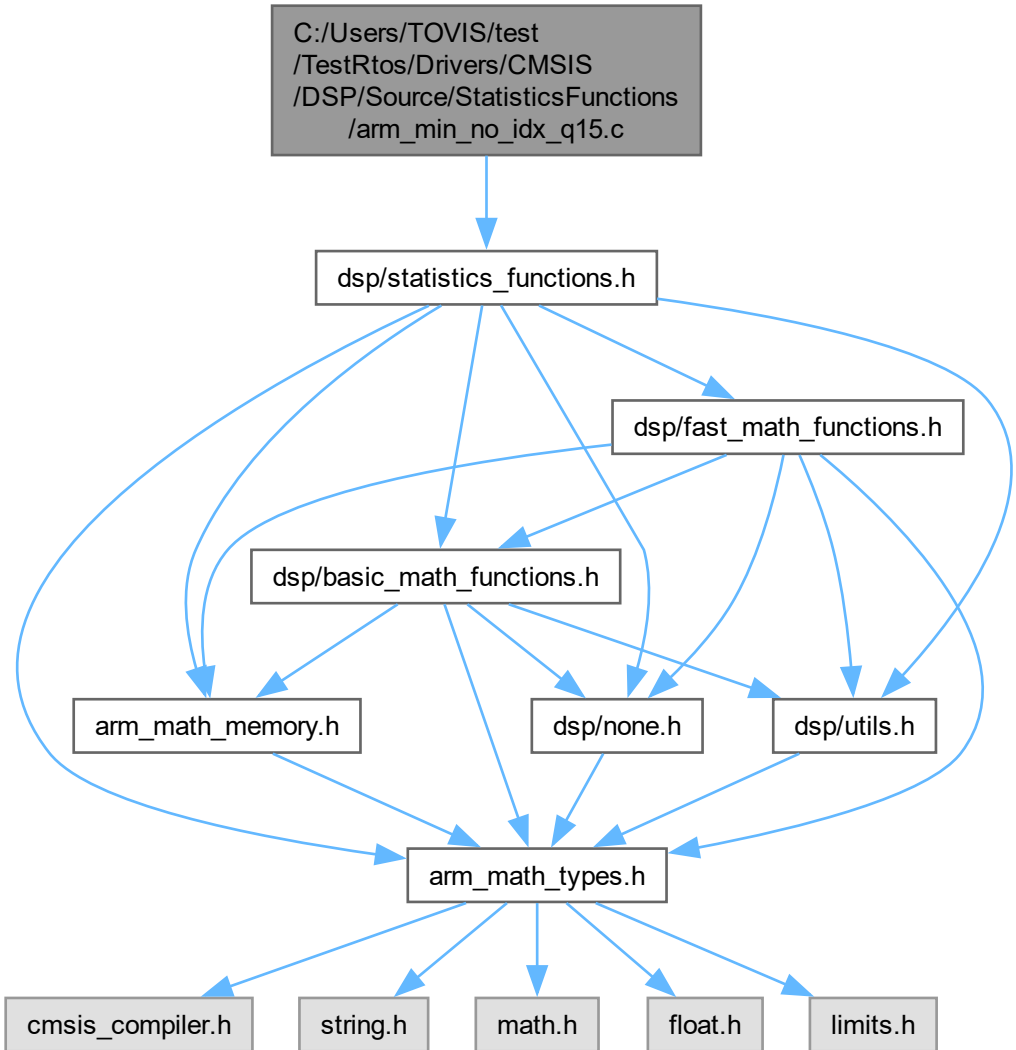 C:/Users/TOVIS/test
/TestRtos/Drivers/CMSIS
/DSP/Source/StatisticsFunctions
/arm_min_no_idx_q15.c
dsp/statistics_functions.h
dsp/fast_math_functions.h
dsp/basic_math_functions.h
arm_math_memory.h
dsp/none.h
dsp/utils.h
arm_math_types.h
cmsis_compiler.h
string.h
math.h
float.h
limits.h